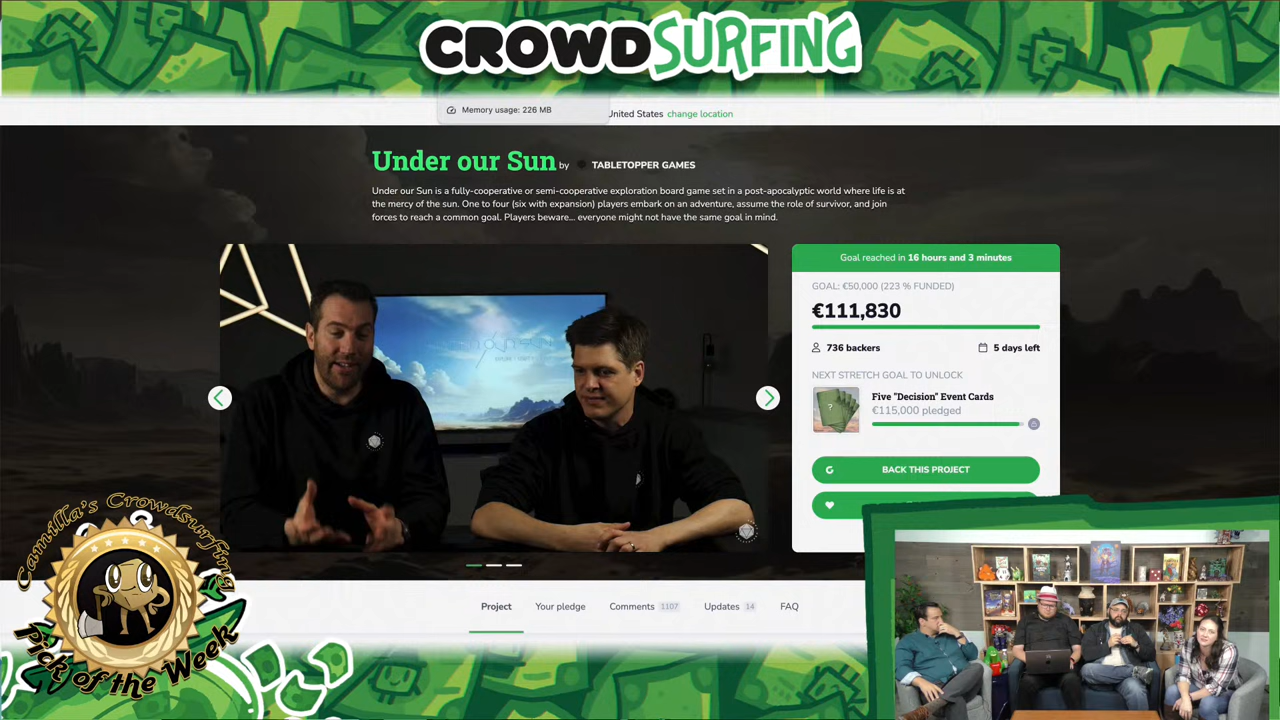 CROWDSURFING
Memory usage: 226 MB
United States change location
Under our Sun by TABLETOPPER GAMES
Under our Sun is a fully-cooperative or semi-cooperative exploration board game set in a post-apocalyptic world where life is at
the mercy of the sun. One to four (six with expansion) players embark on an adventure, assume the role of survivor, and join
forces to reach a common goal. Players beware... everyone might not have the same goal in mind.
Goal reached in 16 hours and 3 minutes
GOAL: €50,000 (223 % FUNDED)
€111,830
736 backers
5 days left
NEXT STRETCH GOAL TO UNLOCK
Five "Decision" Event Cards
€115,000 pledged
BACK THIS PROJECT
Project
Your pledge
Comments 1107
Updates 14
FAQ
Camilla's Crowdsurfing
Pick of the Week